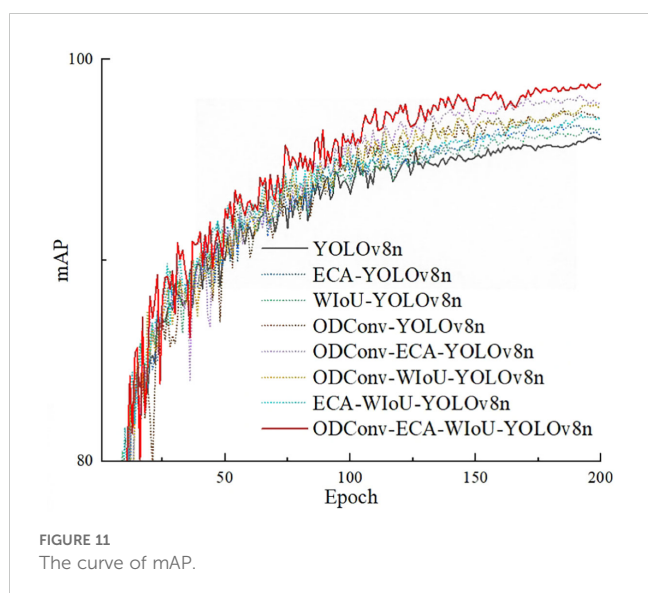 100
mAP
YOLOv8n
ECA-YOLOv8n
WIoU-YOLOv8n
ODConv-YOLOv8n
ODConv-ECA-YOLOv8n
ODConv-WIoU-YOLOv8n
ECA-WIoU-YOLOv8n
ODConv-ECA-WIoU-YOLOv8n
80
50 100 150 200
Epoch
FIGURE 11
The curve of mAP.